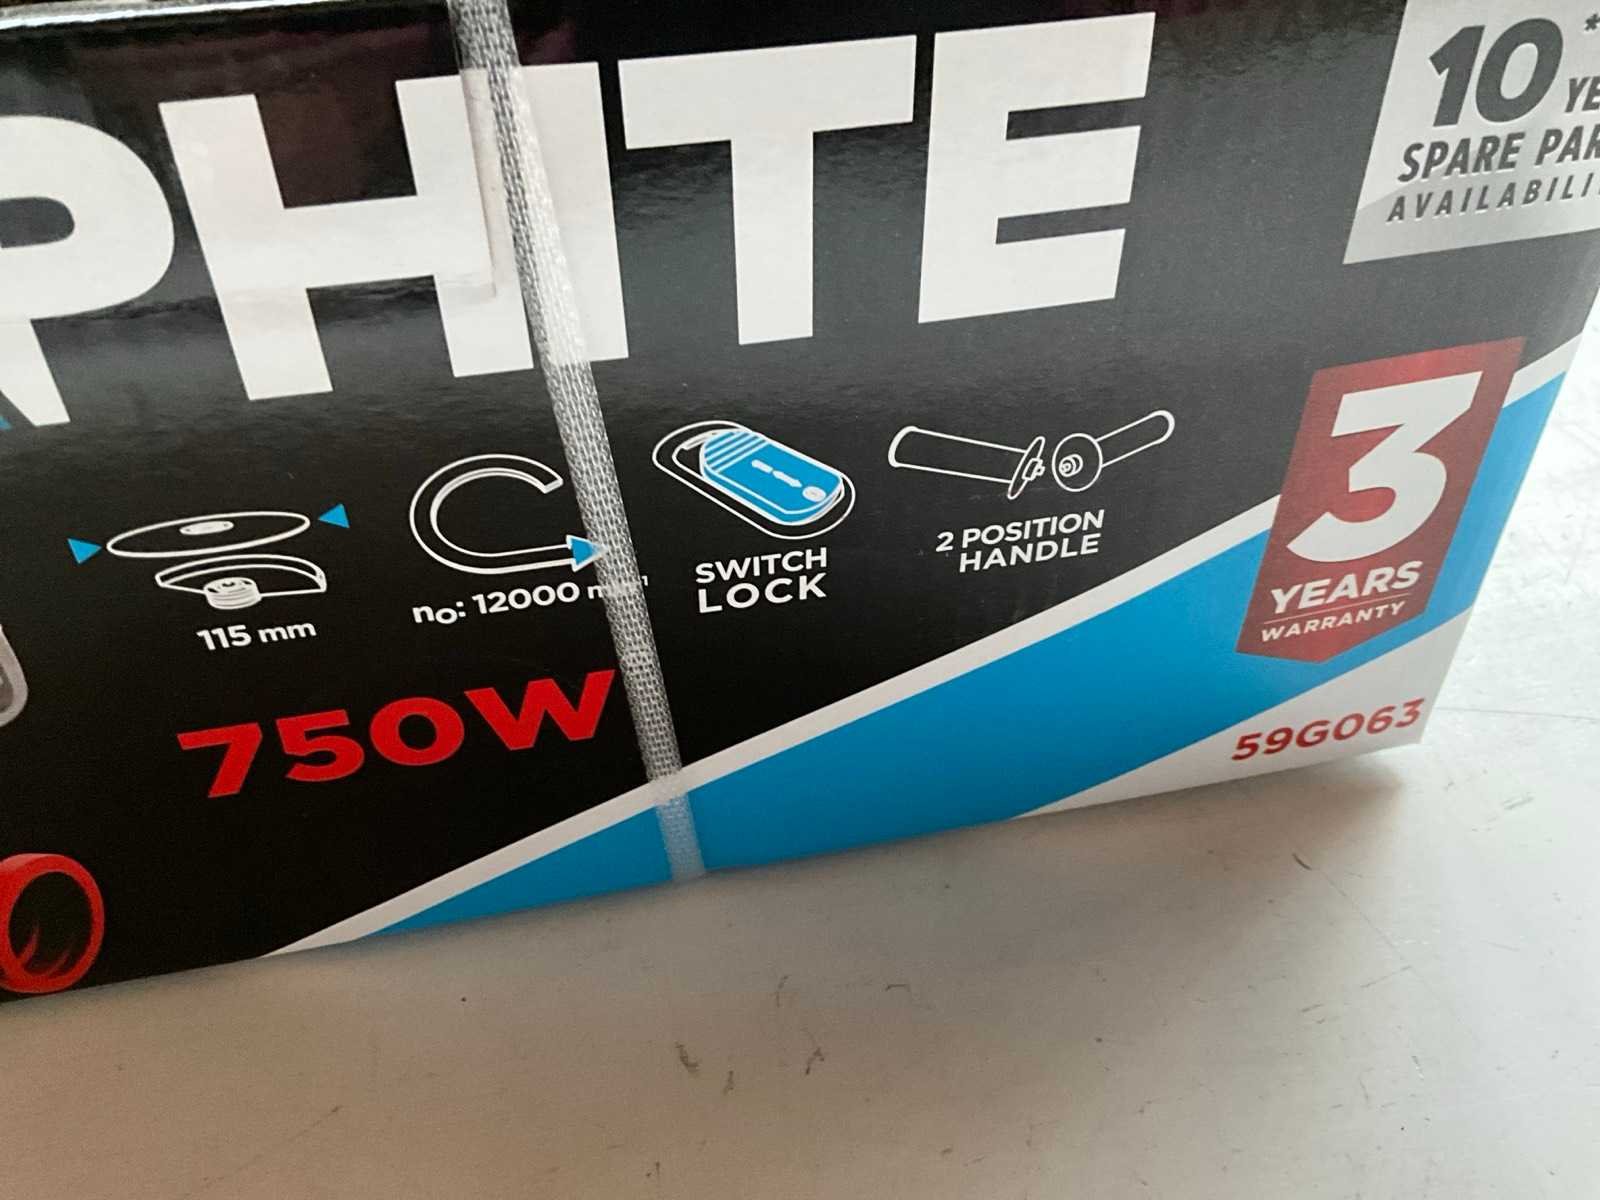 PHITE
10*
YE
SPARE PAR
AVAILABILI
115 mm
no: 12000 m
SWITCH
LOCK
2 POSITION
HANDLE
3
YEARS
WARRANTY
750W
59G063